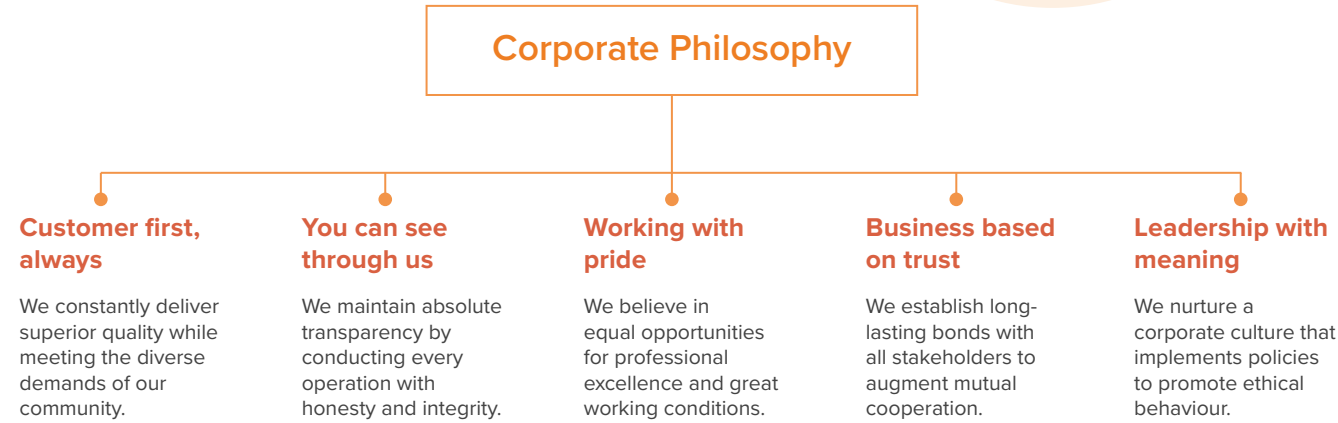 Corporate Philosophy
Customer first,
always
We constantly deliver
superior quality while
meeting the diverse
demands of our
community.
You can see
through us
We maintain absolute
transparency by
conducting every
operation with
honesty and integrity.
Working with
pride
We believe in
equal opportunities
for professional
excellence and great
working conditions.
Business based
on trust
We establish long-
lasting bonds with
all stakeholders to
augment mutual
cooperation.
Leadership with
meaning
We nurture a
corporate culture that
implements policies
to promote ethical
behaviour.